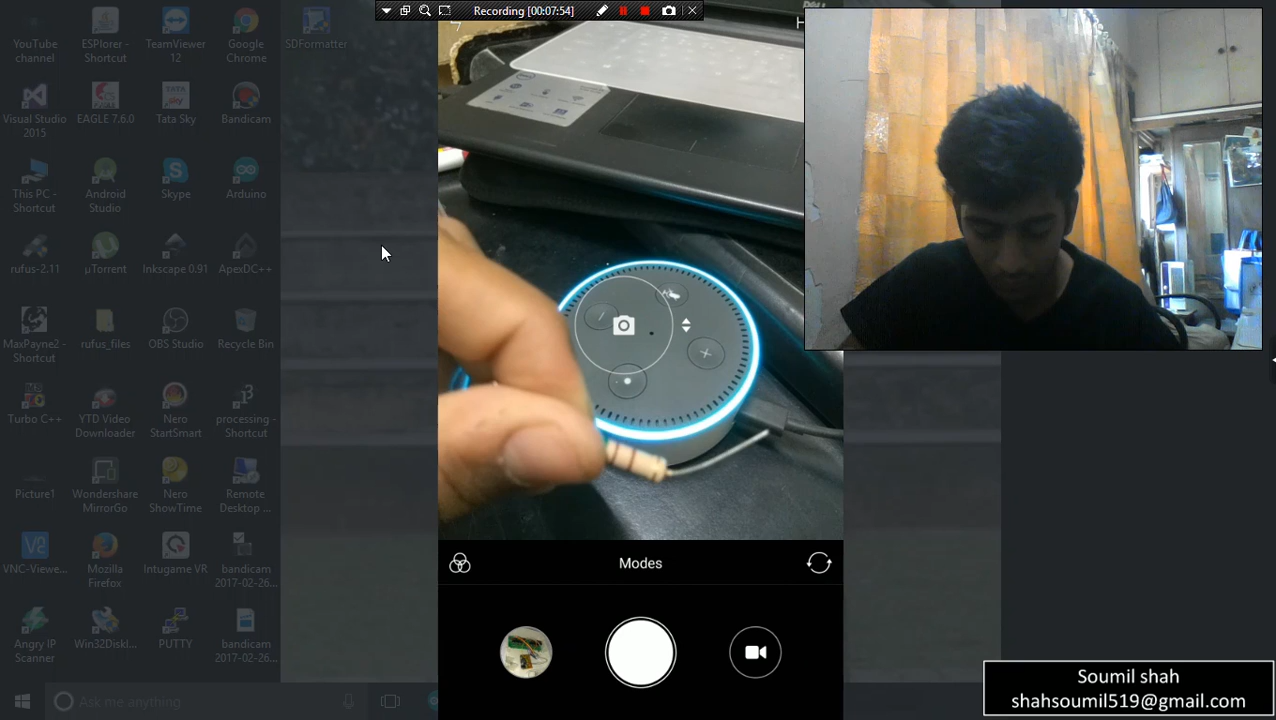 Recording [00:07:54]
YouTube
channel
ESPlorer -
Shortcut
TeamViewer
12
Google
Chrome
SDFormatter
Visual Studio
2015
EAGLE 7.6.0
Tata Sky
Bandicam
This PC -
Shortcut
Android
Studio
Skype
Arduino
rufus-2.11
µTorrent
Inkscape 0.91
ApexDC++
MaxPayne2 -
Shortcut
rufus_files
OBS Studio
Recycle Bin
Turbo C++
YTD Video
Downloader
Nero
StartSmart
processing -
Shortcut
Picture1
Wondershare
MirrorGo
Nero
ShowTime
Remote
Desktop ...
VNC-Viewe...
Mozilla
Firefox
Intugame VR
bandicam
2017-02-26...
Angry IP
Scanner
Win32Diskl...
PUTTY
bandicam
2017-02-26...
Ask me anything
Modes
Soumil shah
shahsoumil519@gmail.com